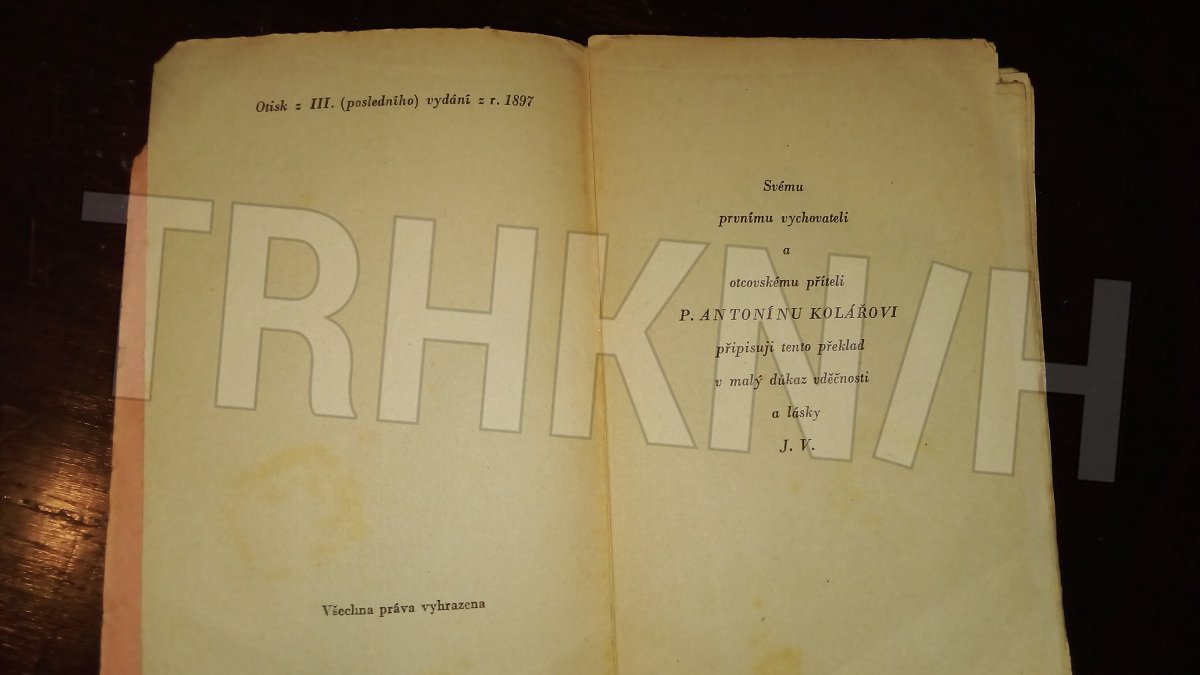 Otisk z III. (posledního) vydání z r. 1897
Všechna práva vyhrazena
Svému
prvnímu vychovateli
a
otcovskému příteli
P. ANTONÍNU KOLÁŘOVI
připisuji tento překlad
v malý důkaz vděčnosti
a lásky
J. V.
TRHKN/H